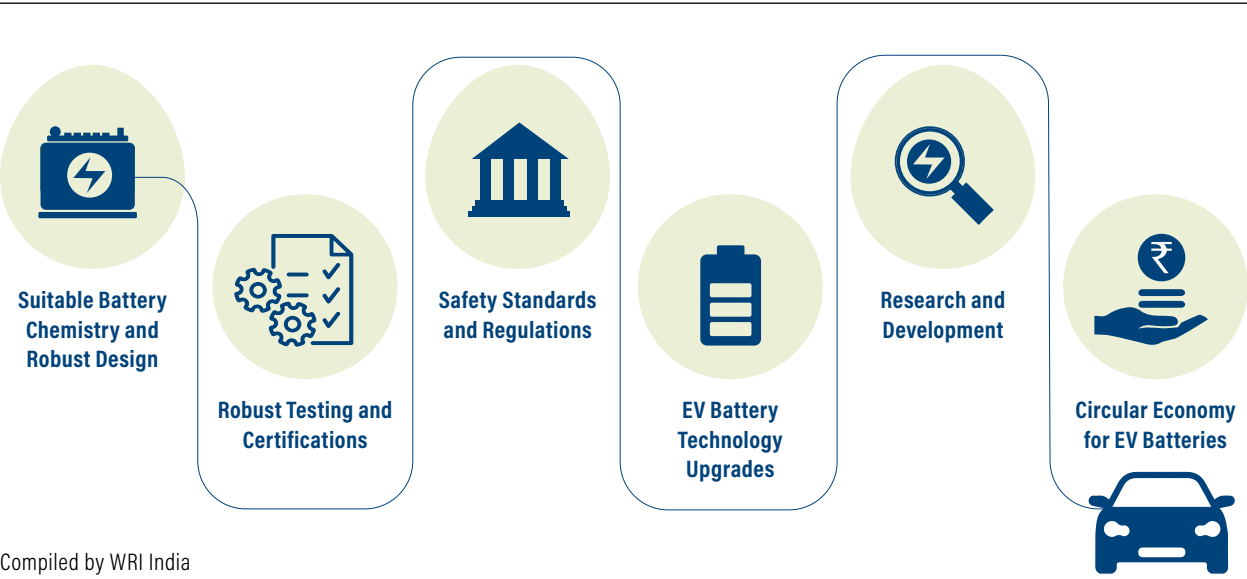 Suitable Battery
Chemistry and
Robust Design
Robust Testing and
Certifications
Safety Standards
and Regulations
EV Battery
Technology
Upgrades
Research and
Development
₹
Circular Economy
for EV Batteries
Compiled by WRI India